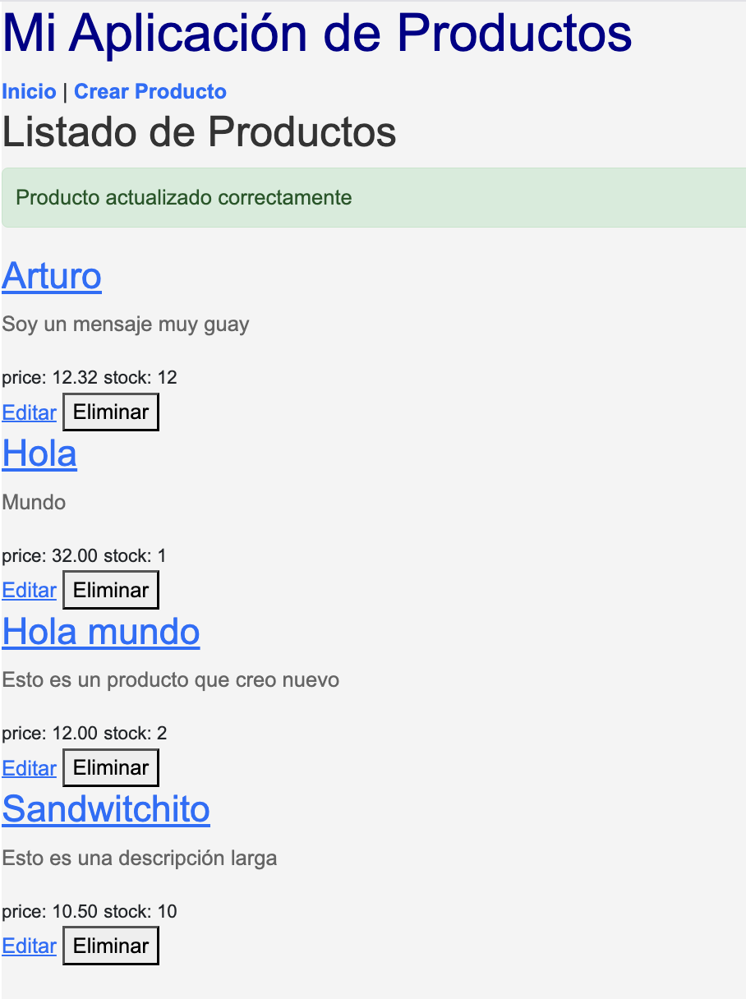 Mi Aplicación de Productos
Inicio | Crear Producto
Listado de Productos
Producto actualizado correctamente
Arturo
Soy un mensaje muy guay
price: 12.32 stock: 12
Editar Eliminar
Hola
Mundo
price: 32.00 stock: 1
Editar Eliminar
Hola mundo
Esto es un producto que creo nuevo
price: 12.00 stock: 2
Editar Eliminar
Sandwitchito
Esto es una descripción larga
price: 10.50 stock: 10
Editar Eliminar